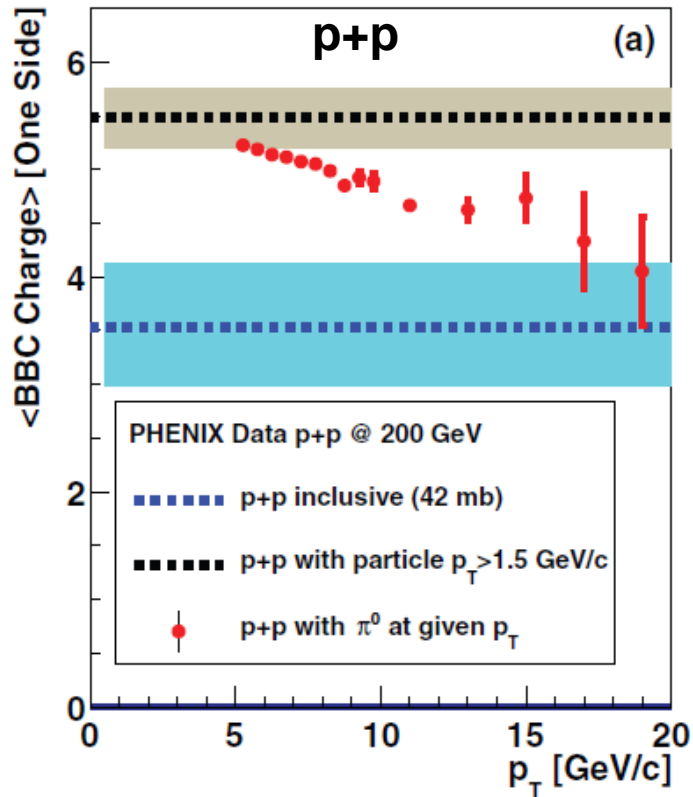 p+p
(a)
<BBC Charge> [One Side]
6
4
2
0
PHENIX Data p+p @ 200 GeV
p+p inclusive (42 mb)
p+p with particle p_T>1.5 GeV/c
p+p with π⁰ at given p_T
0 5 10 15 20
p_T [GeV/c]